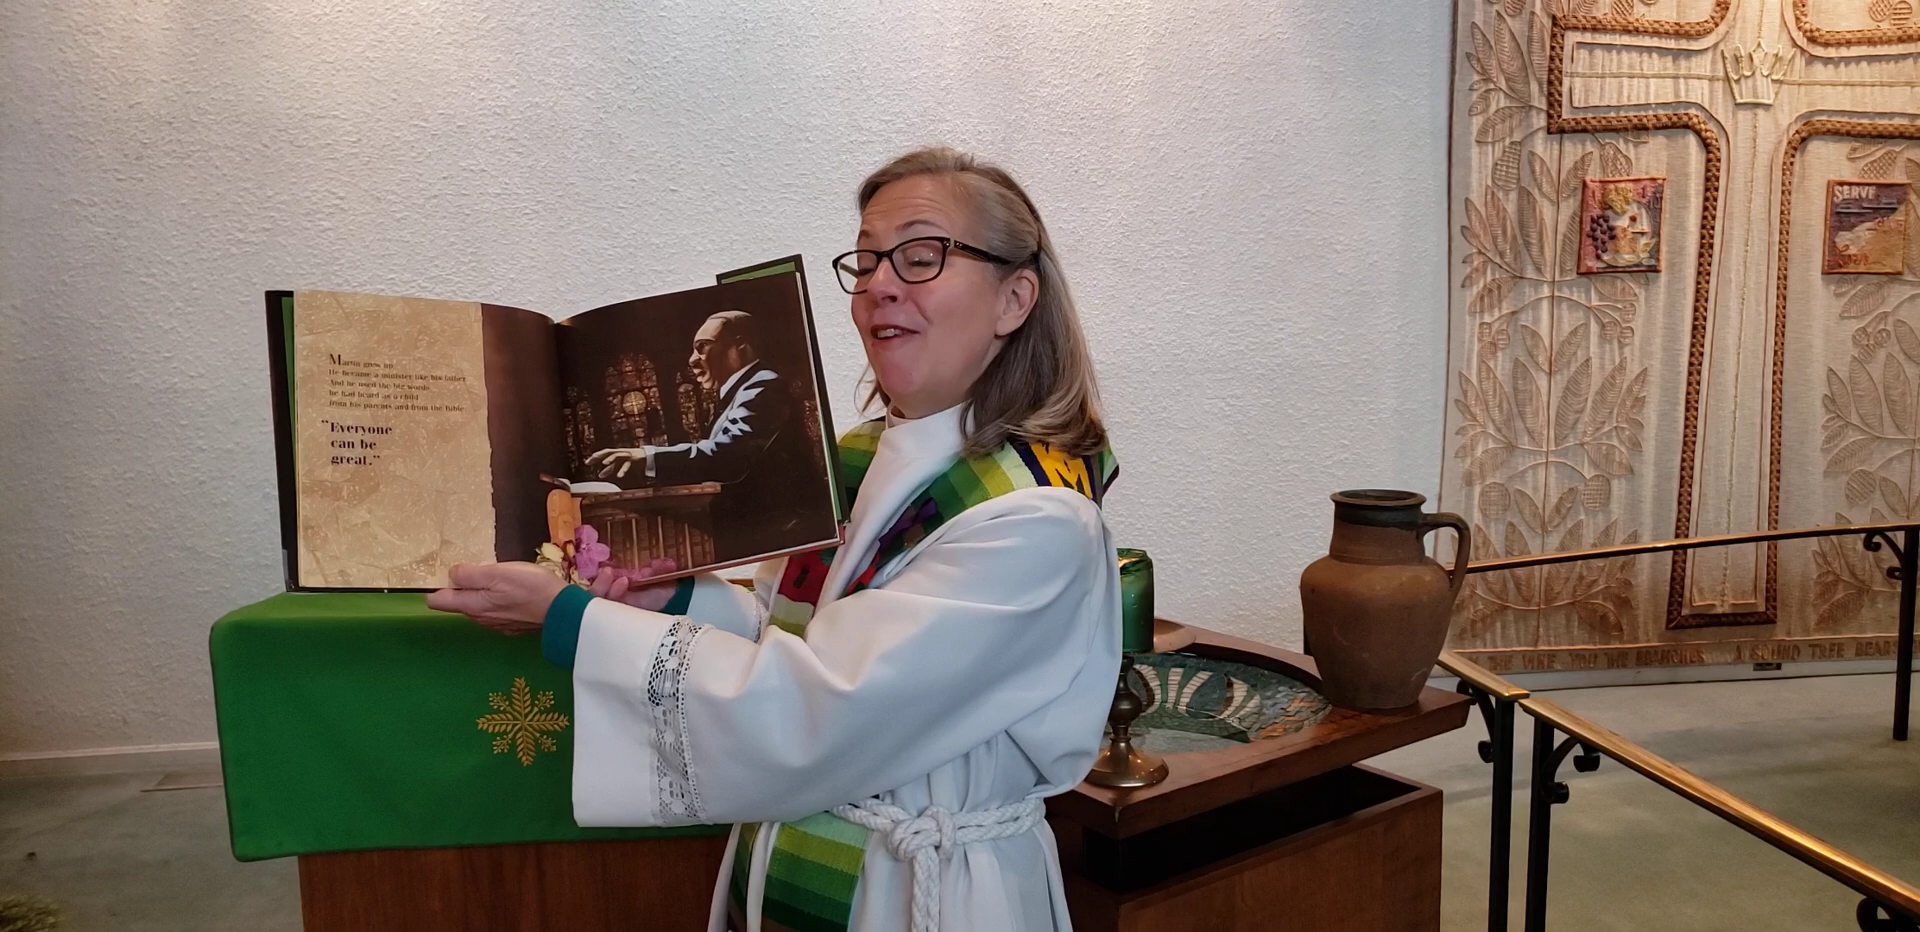 Martin grew up.
He became a minister like his father.
And he used the big words
he had heard as a child
from his parents and from the Bible.
"Everyone
can be
great."
SERVE
THE VINE, YOU THE BRANCHES A SOUND TREE BEARS